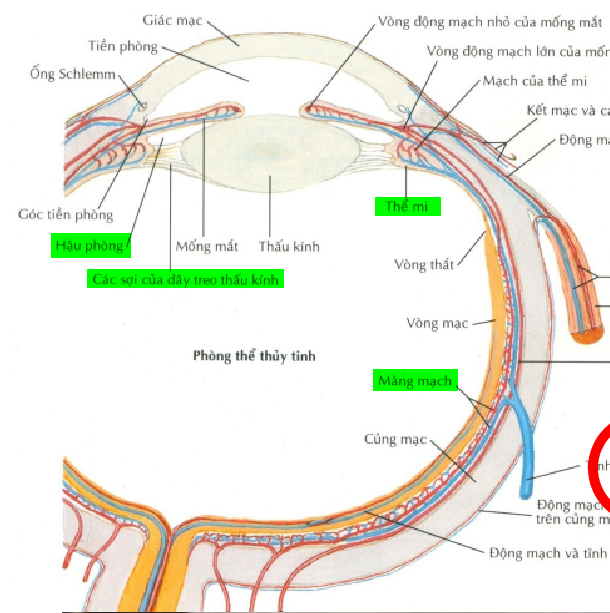 Giác mạc
Vòng động mạch nhỏ của mống mắt
Tiền phòng
Vòng động mạch lớn của
Ống Schlemm
Mạch của thể mi
Kết mạc và
Động
Góc tiền phòng
Thể mi
Hậu phòng
Mống mắt
Thấu kính
Các sợi của dây treo thấu kính
Vòng thắt
Vòng mạc
Phòng thể thủy tinh
Màng mạch
Củng mạc
Động mạch
trên củng
Động mạch và tĩnh